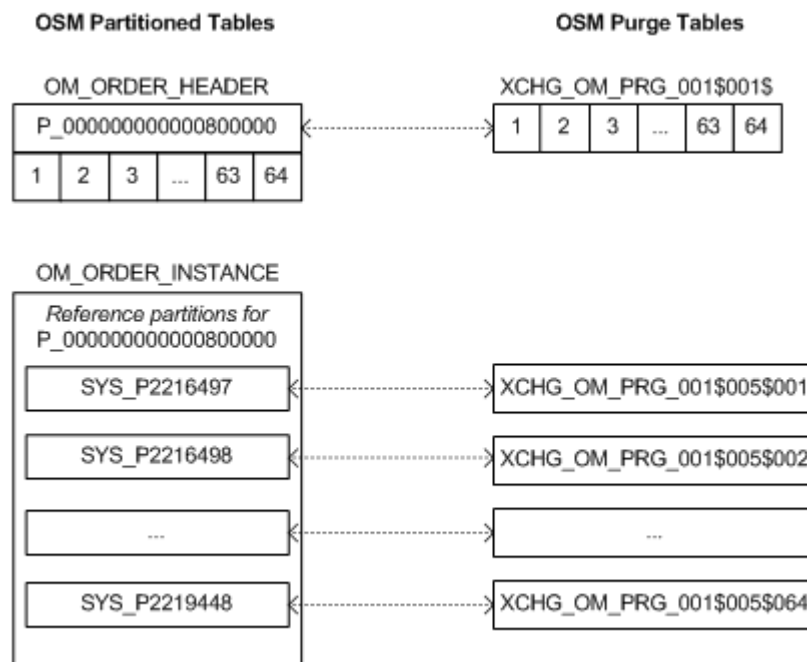 OSM Partitioned Tables
OSM Purge Tables
OM_ORDER_HEADER
XCHG_OM_PRG_001$001$
P_000000000000800000
1 2 3 ... 63 64
1 2 3 ... 63 64
OM_ORDER_INSTANCE
Reference partitions for
P_000000000000800000
SYS_P2216497
XCHG_OM_PRG_001$005$001
SYS_P2216498
XCHG_OM_PRG_001$005$002
...
...
SYS_P2219448
XCHG_OM_PRG_001$005$064